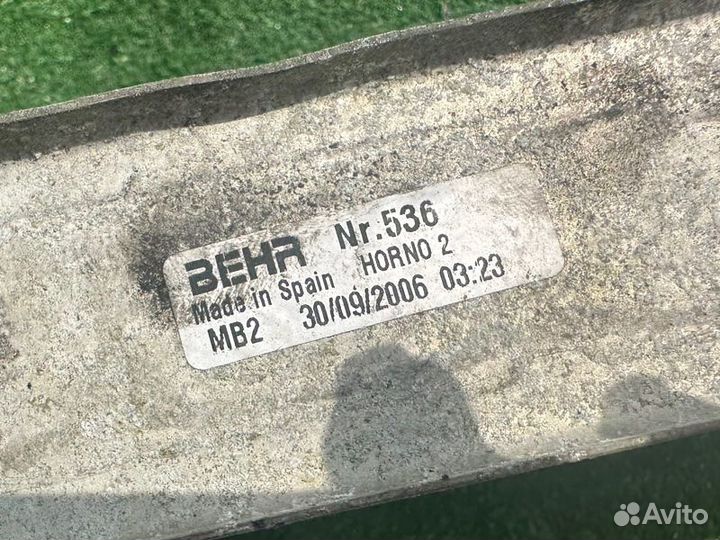 BEHR Nr.536
Made in Spain HORNO 2
MB2 30/09/2006 03:23
Avito